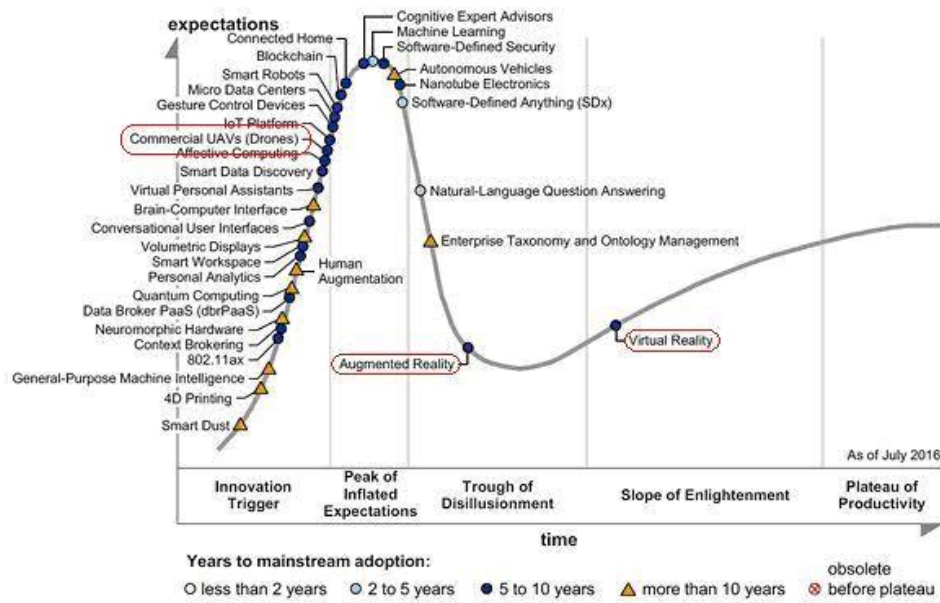 expectations
Cognitive Expert Advisors
Machine Learning
Software-Defined Security
Connected Home
Blockchain
Smart Robots
Micro Data Centers
Gesture Control Devices
IoT Platform
Commercial UAVs (Drones)
Affective Computing
Smart Data Discovery
Virtual Personal Assistants
Brain-Computer Interface
Conversational User Interfaces
Volumetric Displays
Smart Workspace
Personal Analytics
Quantum Computing
Data Broker PaaS (dbrPaaS)
Neuromorphic Hardware
Context Brokering
802.11ax
General-Purpose Machine Intelligence
4D Printing
Smart Dust
Human
Augmentation
Autonomous Vehicles
Nanotube Electronics
Software-Defined Anything (SDx)
Natural-Language Question Answering
Enterprise Taxonomy and Ontology Management
Augmented Reality
Virtual Reality
As of July 2016
Innovation
Trigger
Peak of
Inflated
Expectations
Trough of
Disillusionment
Slope of Enlightenment
Plateau of
Productivity
time
Years to mainstream adoption:
less than 2 years
2 to 5 years
5 to 10 years
more than 10 years
obsolete
before plateau